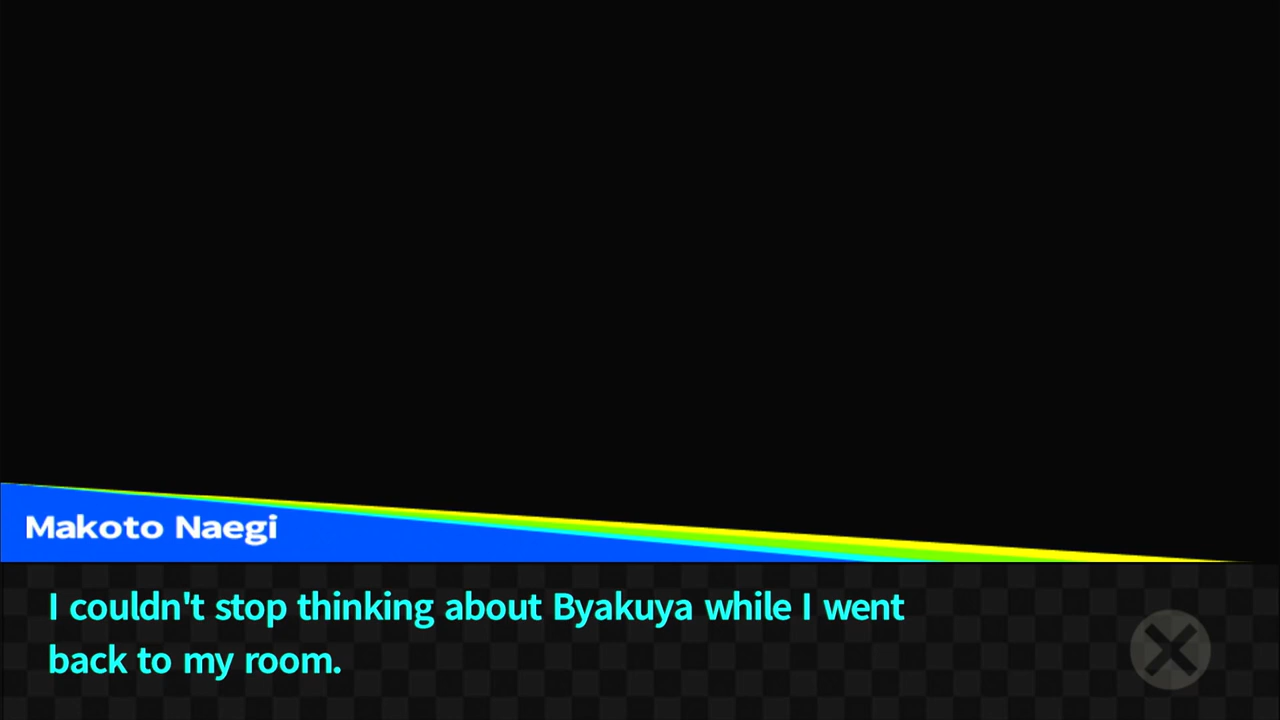 Makoto Naegi
I couldn't stop thinking about Byakuya while I went
back to my room.